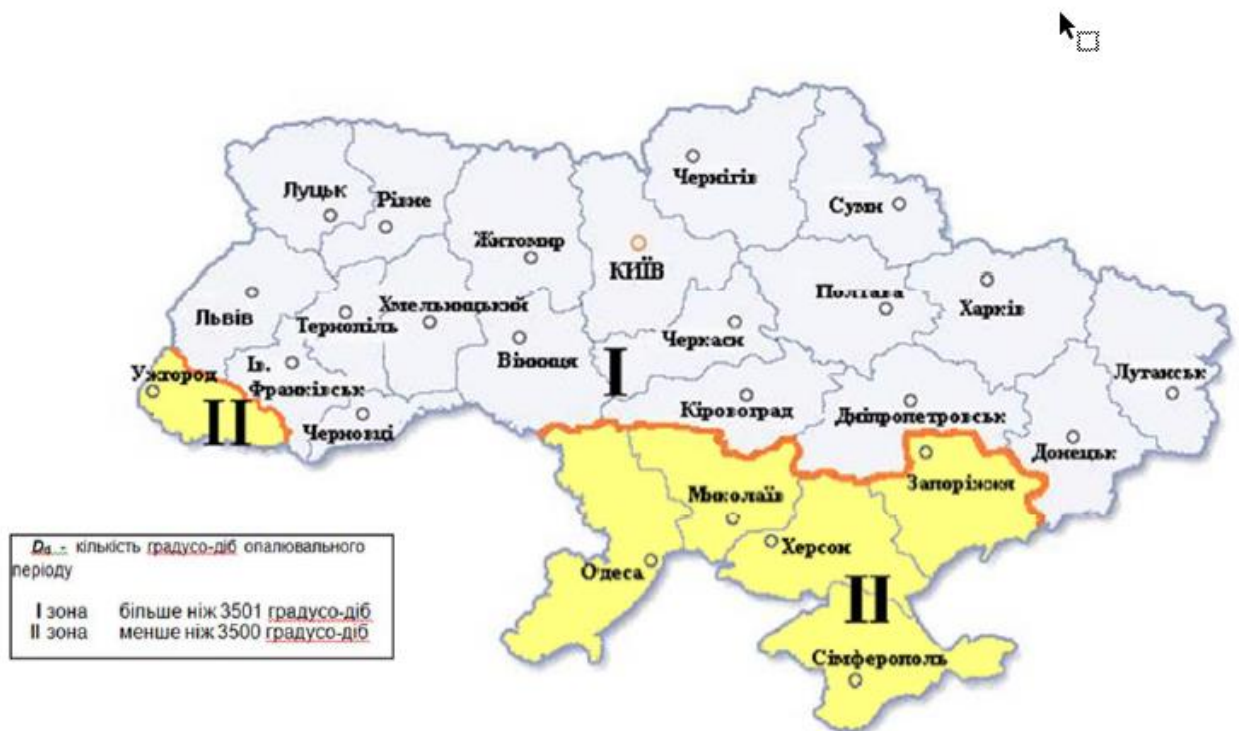 Чернігів
Луцьк
Рівне
Суми
Житомир
КИЇВ
Полтава
Харків
Львів
Тернопіль
Хмельницький
Черкаси
Вінниця
Ужгород
Ів.
Франківськ
I
Луганськ
II
Черновці
Кіровоград
Дніпропетровськ
Донецьк
Запоріжжя
Миколаїв
Херсон
Одеса
II
Сімферополь
Dd - кількість градусо-діб опалювального
періоду
I зона більше ніж 3501 градусо-діб
II зона менше ніж 3500 градусо-діб